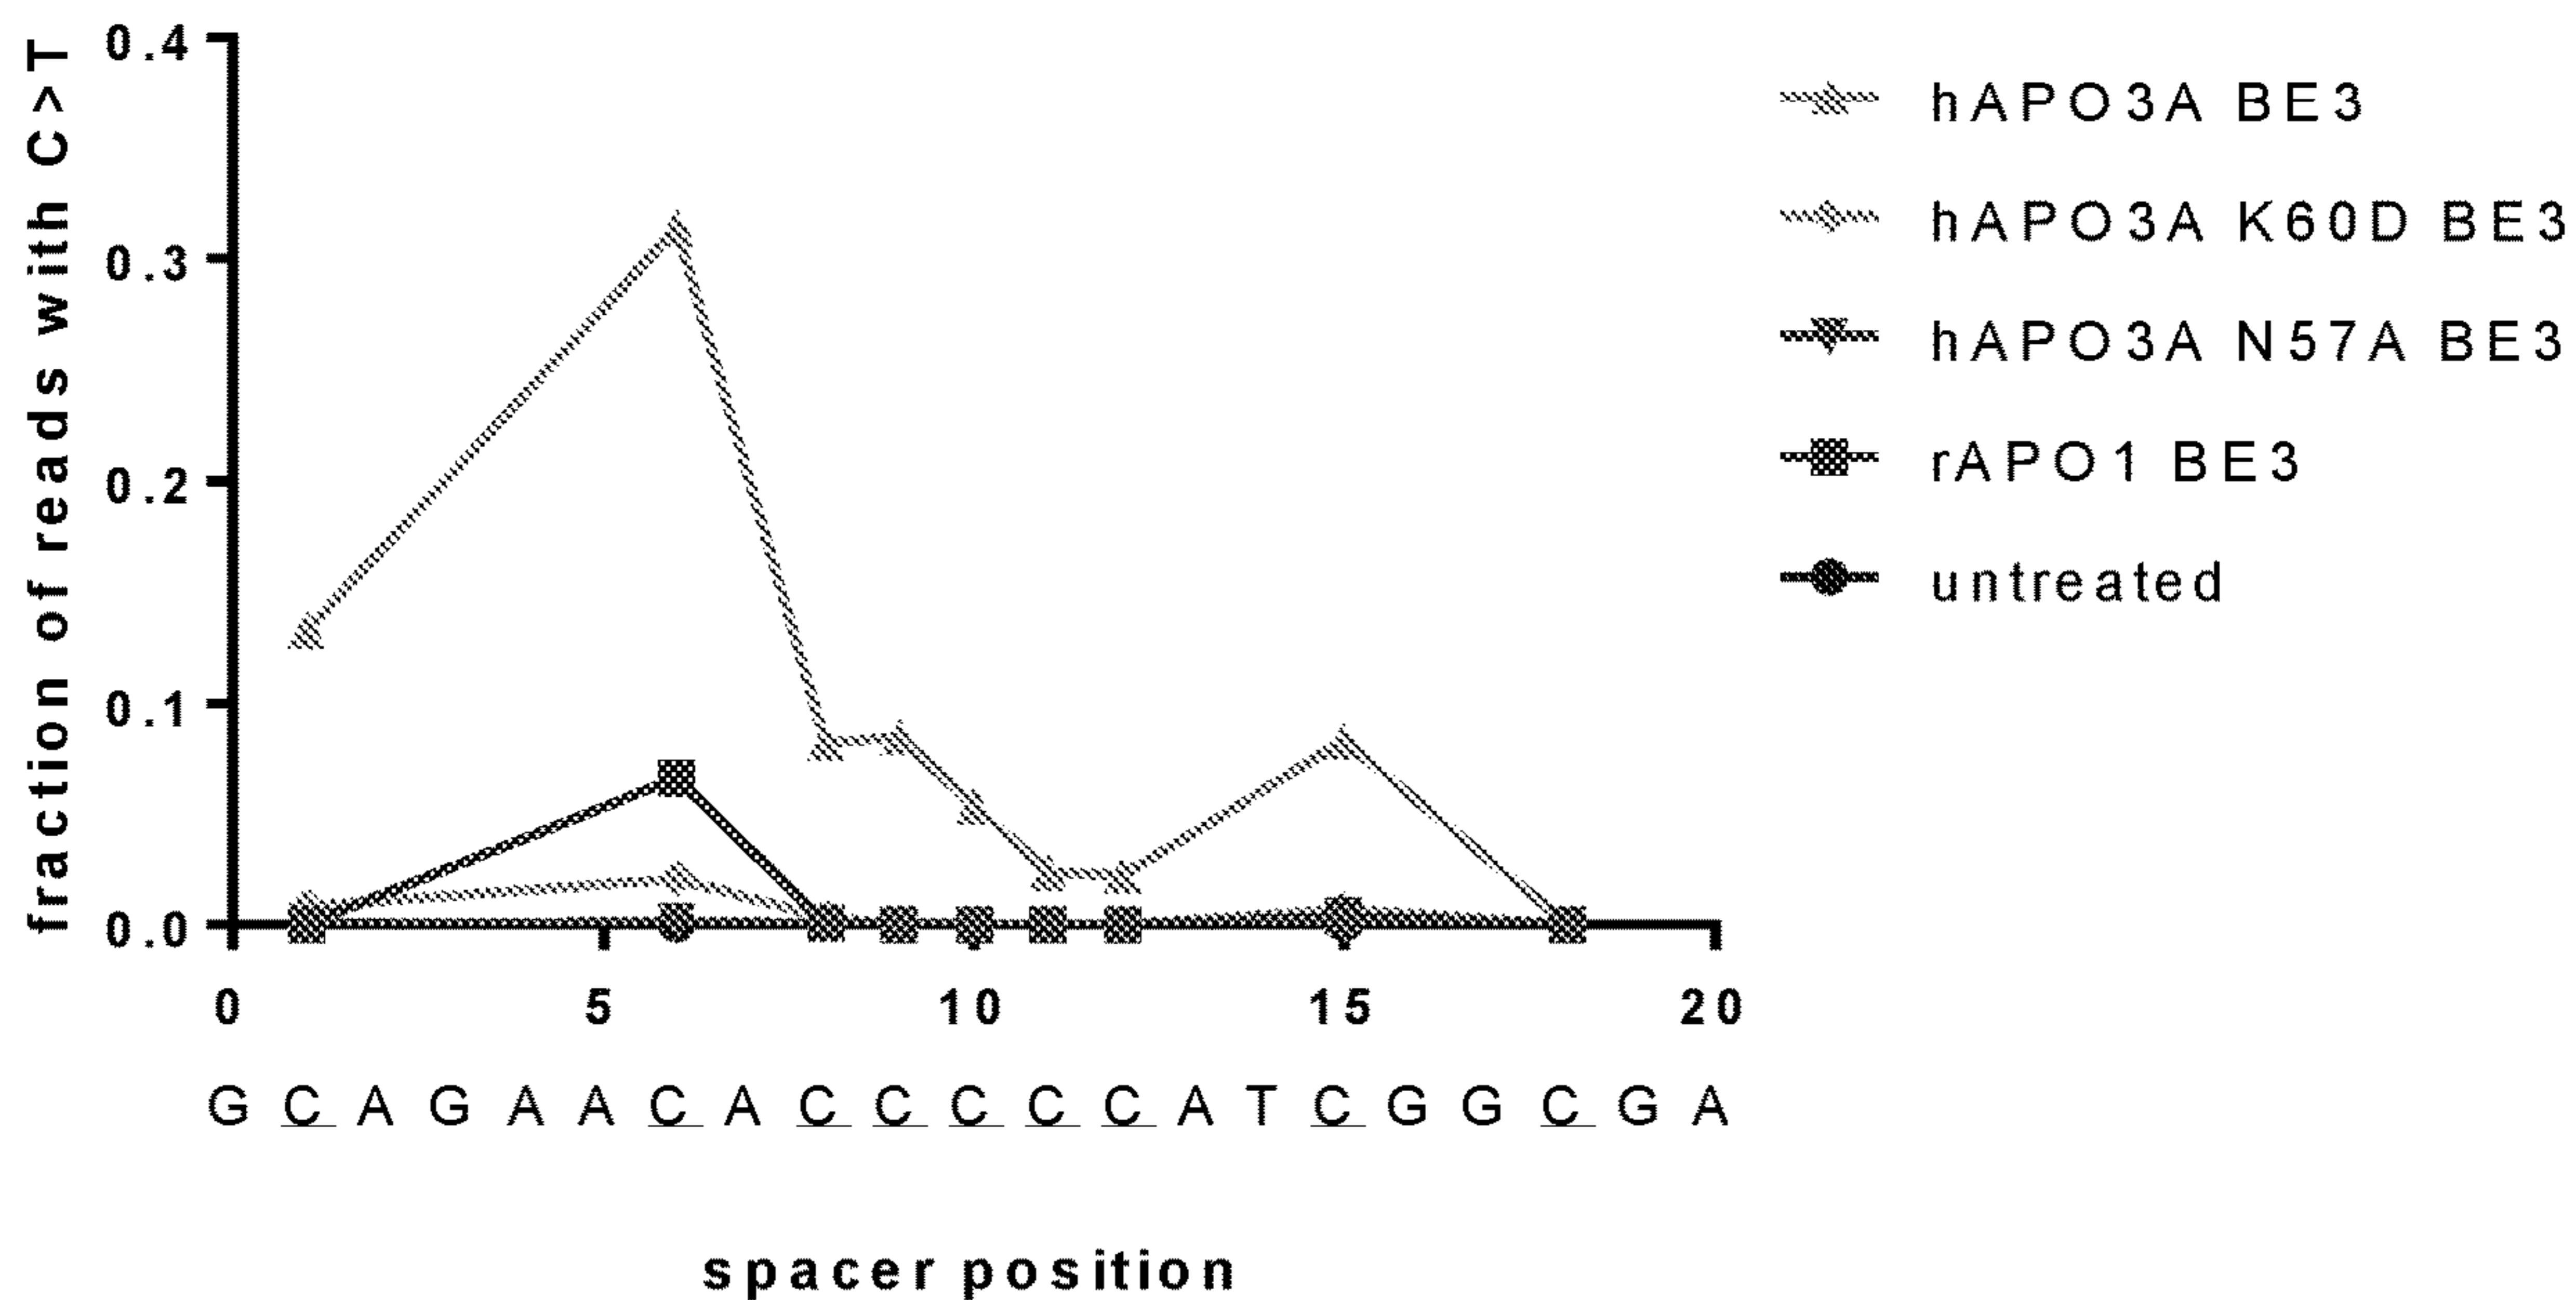 fraction of reads with C>T
0.4
0.3
0.2
0.1
0.0
0 5 10 15 20
G C A G A A C A C C C C C A T C G G C G A
spacer position
hAPO3A BE3
hAPO3A K60D BE3
hAPO3A N57A BE3
rAPO1 BE3
untreated